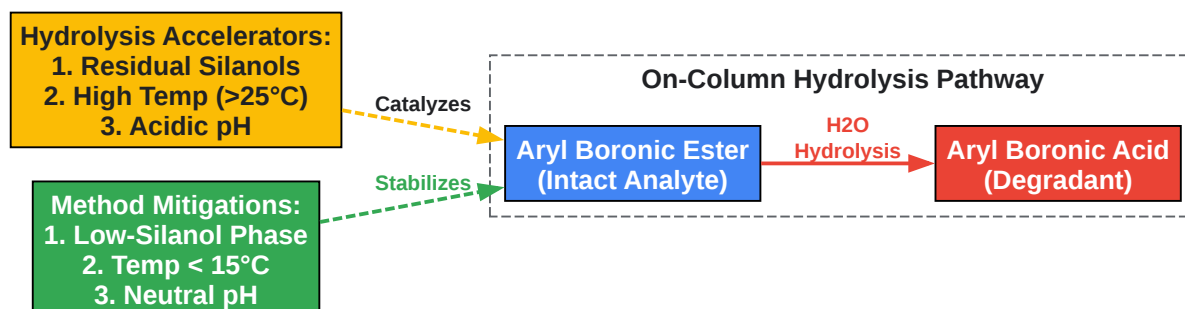 Hydrolysis Accelerators:
1. Residual Silanols
2. High Temp (>25°C)
3. Acidic pH
Catalyzes
On-Column Hydrolysis Pathway
Aryl Boronic Ester
(Intact Analyte)
H2O
Hydrolysis
Aryl Boronic Acid
(Degradant)
Stabilizes
Method Mitigations:
1. Low-Silanol Phase
2. Temp < 15°C
3. Neutral pH